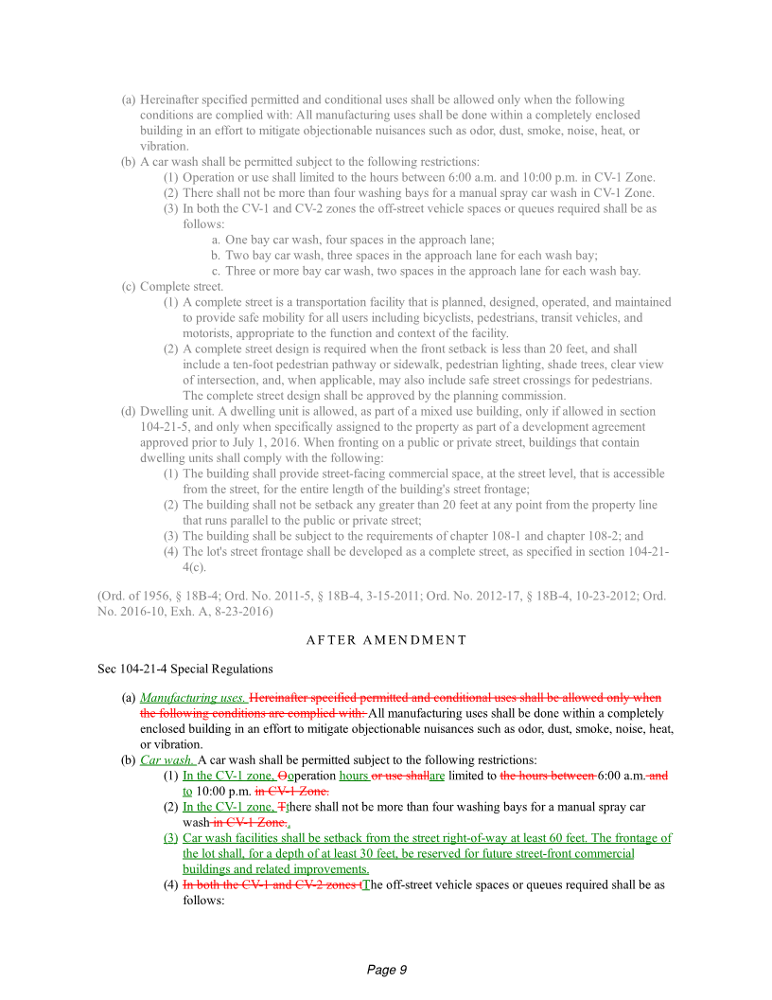 (a) Hereinafter specified permitted and conditional uses shall be allowed only when the following
conditions are complied with: All manufacturing uses shall be done within a completely enclosed
building in an effort to mitigate objectionable nuisances such as odor, dust, smoke, noise, heat, or
vibration.
(b) A car wash shall be permitted subject to the following restrictions:
(1) Operation or use shall limited to the hours between 6:00 a.m. and 10:00 p.m. in CV-1 Zone.
(2) There shall not be more than four washing bays for a manual spray car wash in CV-1 Zone.
(3) In both the CV-1 and CV-2 zones the off-street vehicle spaces or queues required shall be as
follows:
a. One bay car wash, four spaces in the approach lane;
b. Two bay car wash, three spaces in the approach lane for each wash bay;
c. Three or more bay car wash, two spaces in the approach lane for each wash bay.
(c) Complete street.
(1) A complete street is a transportation facility that is planned, designed, operated, and maintained
to provide safe mobility for all users including bicyclists, pedestrians, transit vehicles, and
motorists, appropriate to the function and context of the facility.
(2) A complete street design is required when the front setback is less than 20 feet, and shall
include a ten-foot pedestrian pathway or sidewalk, pedestrian lighting, shade trees, clear view
of intersection, and, when applicable, may also include safe street crossings for pedestrians.
The complete street design shall be approved by the planning commission.
(d) Dwelling unit. A dwelling unit is allowed, as part of a mixed use building, only if allowed in section
104-21-5, and only when specifically assigned to the property as part of a development agreement
approved prior to July 1, 2016. When fronting on a public or private street, buildings that contain
dwelling units shall comply with the following:
(1) The building shall provide street-facing commercial space, at the street level, that is accessible
from the street, for the entire length of the building's street frontage;
(2) The building shall not be setback any greater than 20 feet at any point from the property line
that runs parallel to the public or private street;
(3) The building shall be subject to the requirements of chapter 108-1 and chapter 108-2; and
(4) The lot's street frontage shall be developed as a complete street, as specified in section 104-21-
4(c).
(Ord. of 1956, § 18B-4; Ord. No. 2011-5, § 18B-4, 3-15-2011; Ord. No. 2012-17, § 18B-4, 10-23-2012; Ord.
No. 2016-10, Exh. A, 8-23-2016)
AFTER AMENDMENT
Sec 104-21-4 Special Regulations
(a) Manufacturing uses. Hereinafter specified permitted and conditional uses shall be allowed only when
the following conditions are complied with: All manufacturing uses shall be done within a completely
enclosed building in an effort to mitigate objectionable nuisances such as odor, dust, smoke, noise, heat,
or vibration.
(b) Car wash. A car wash shall be permitted subject to the following restrictions:
(1) In the CV-1 zone, Ooperation hours or use shallare limited to the hours between 6:00 a.m. and
to 10:00 p.m. in CV-1 Zone.
(2) In the CV-1 zone, Tthere shall not be more than four washing bays for a manual spray car
wash in CV-1 Zone..
(3) Car wash facilities shall be setback from the street right-of-way at least 60 feet. The frontage of
the lot shall, for a depth of at least 30 feet, be reserved for future street-front commercial
buildings and related improvements.
(4) In both the CV-1 and CV-2 zones tThe off-street vehicle spaces or queues required shall be as
follows:
Page 9